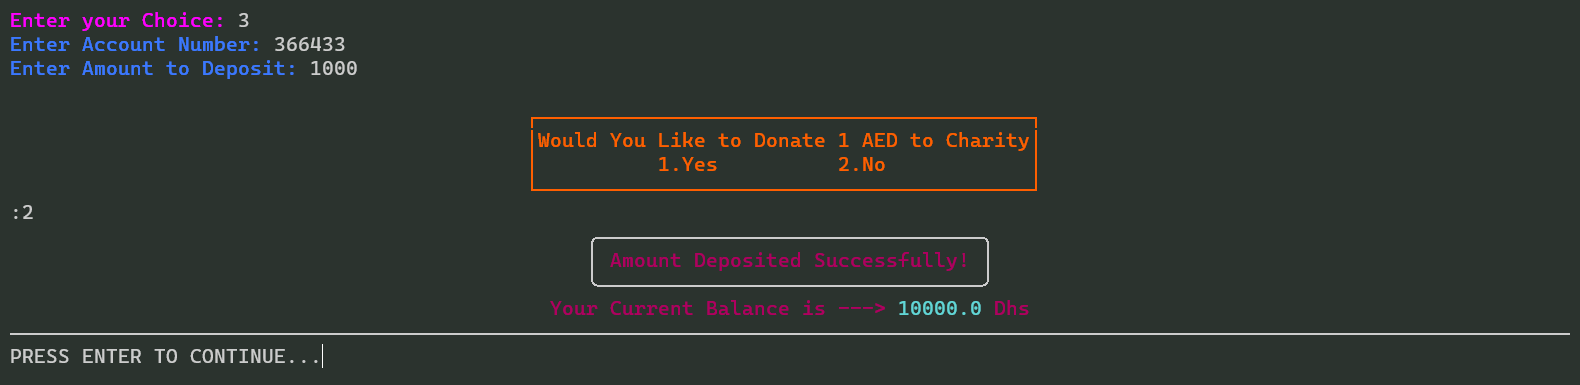 Enter your Choice: 3
Enter Account Number: 366433
Enter Amount to Deposit: 1000
Would You Like to Donate 1 AED to Charity
1.Yes 2.No
:2
Amount Deposited Successfully!
Your Current Balance is ---> 10000.0 Dhs
PRESS ENTER TO CONTINUE...